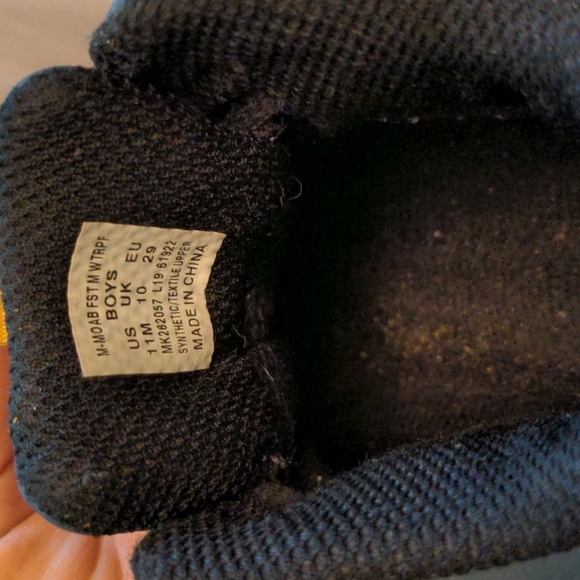 M-MOAB FST M WTRPF
BOYS
US UK EU
11M 10 29
MK262057 L19 61922
SYNTHETIC/TEXTILE UPPER
MADE IN CHINA